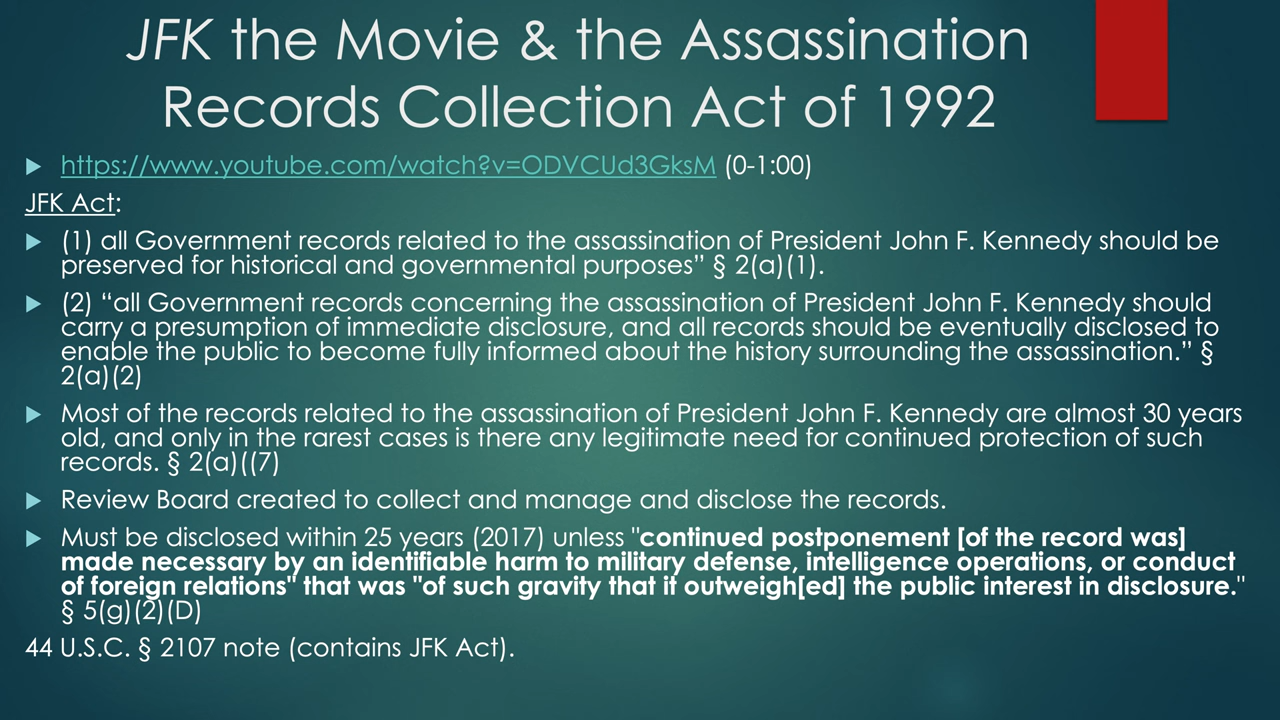 JFK the Movie & the Assassination
Records Collection Act of 1992
https://www.youtube.com/watch?v=ODVCUd3GksM (0-1:00)
JFK Act:
(1) all Government records related to the assassination of President John F. Kennedy should be
preserved for historical and governmental purposes” § 2(a)(1).
(2) “all Government records concerning the assassination of President John F. Kennedy should
carry a presumption of immediate disclosure, and all records should be eventually disclosed to
enable the public to become fully informed about the history surrounding the assassination.” §
2(a)(2)
Most of the records related to the assassination of President John F. Kennedy are almost 30 years
old, and only in the rarest cases is there any legitimate need for continued protection of such
records. § 2(a)((7)
Review Board created to collect and manage and disclose the records.
Must be disclosed within 25 years (2017) unless "continued postponement [of the record was]
made necessary by an identifiable harm to military defense, intelligence operations, or conduct
of foreign relations" that was "of such gravity that it outweigh[ed] the public interest in disclosure."
§ 5(g)(2)(D)
44 U.S.C. § 2107 note (contains JFK Act).